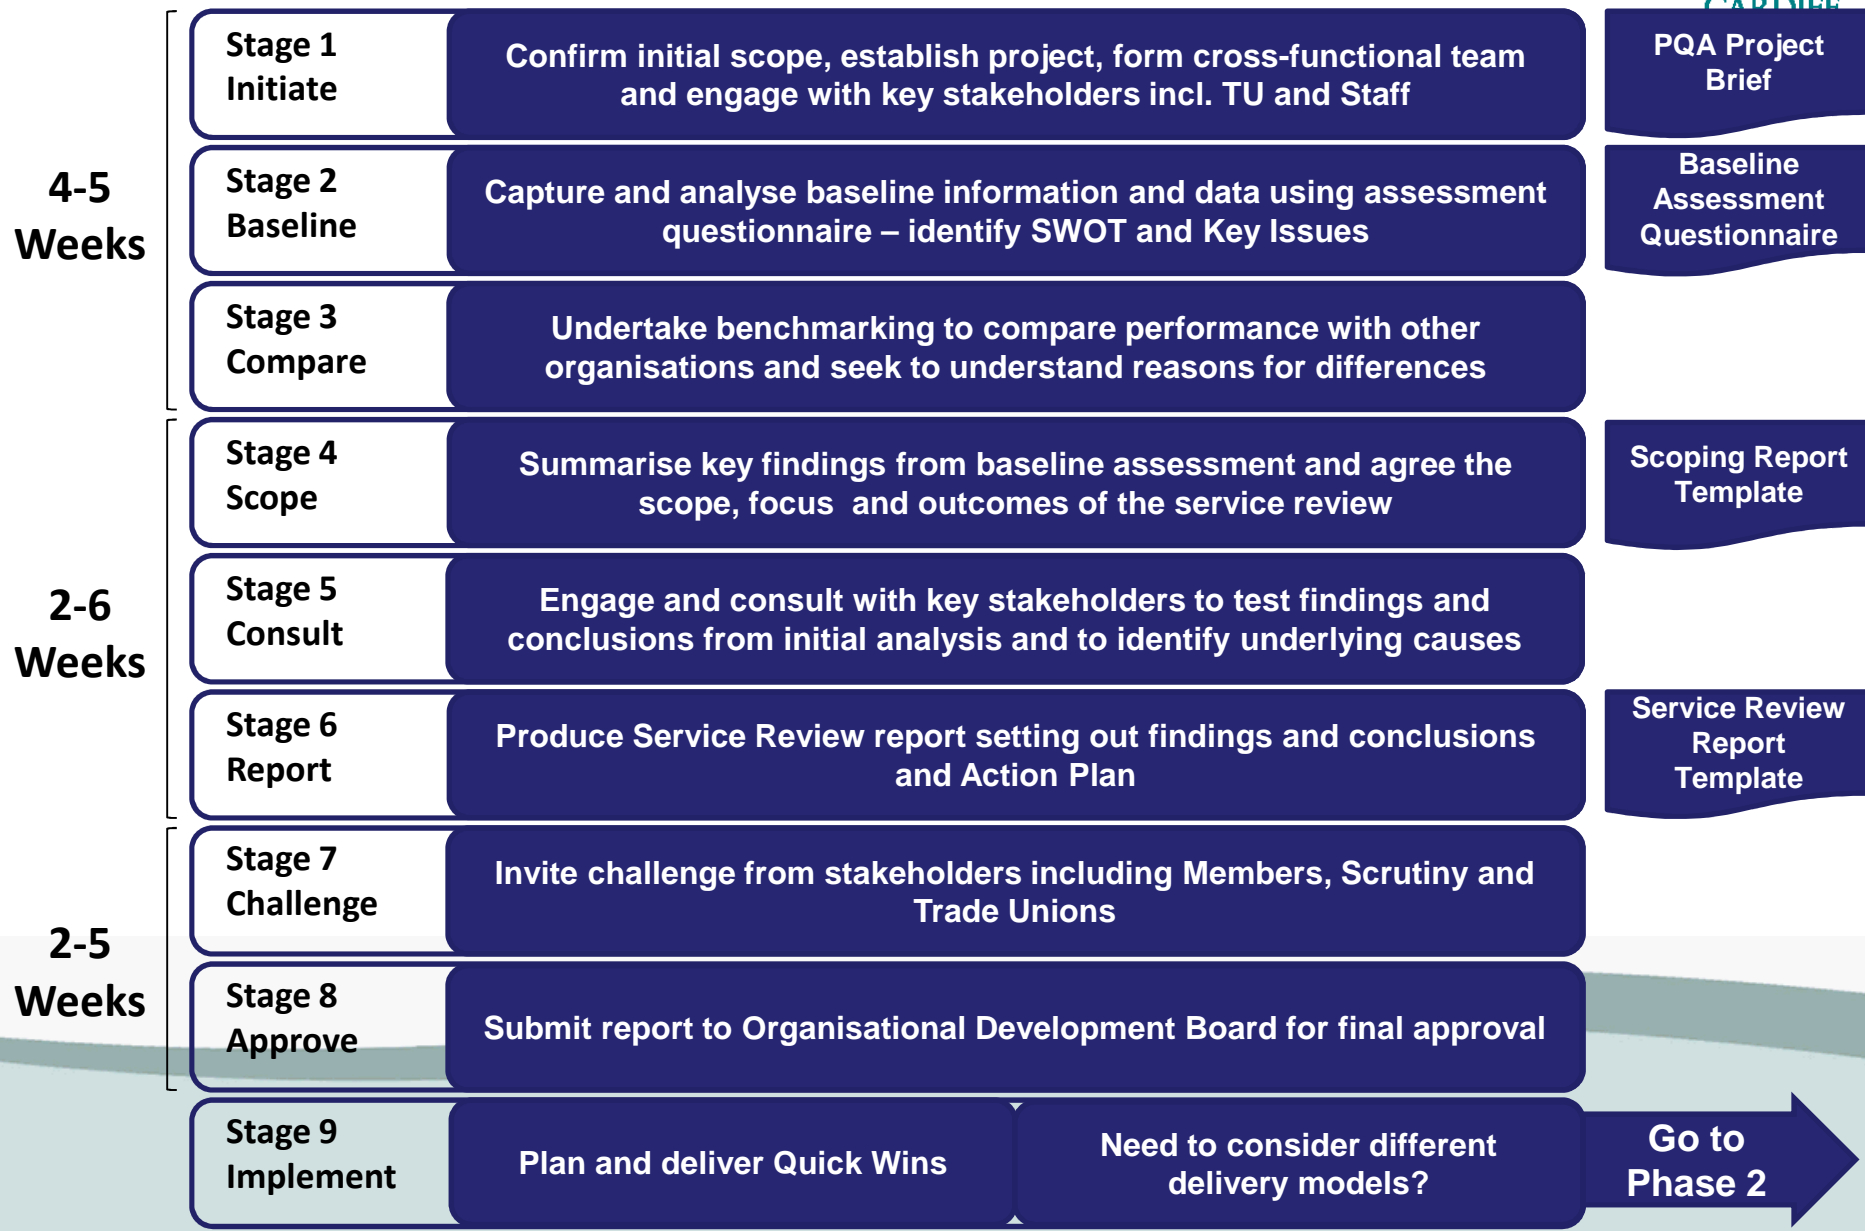 CARDIFF
Stage 1
Initiate
Confirm initial scope, establish project, form cross-functional team
and engage with key stakeholders incl. TU and Staff
PQA Project
Brief
4-5
Weeks
Stage 2
Baseline
Capture and analyse baseline information and data using assessment
questionnaire – identify SWOT and Key Issues
Baseline
Assessment
Questionnaire
Stage 3
Compare
Undertake benchmarking to compare performance with other
organisations and seek to understand reasons for differences
Stage 4
Scope
Summarise key findings from baseline assessment and agree the
scope, focus  and outcomes of the service review
Scoping Report
Template
2-6
Weeks
Stage 5
Consult
Engage and consult with key stakeholders to test findings and
conclusions from initial analysis and to identify underlying causes
Stage 6
Report
Produce Service Review report setting out findings and conclusions
and Action Plan
Service Review
Report
Template
Stage 7
Challenge
Invite challenge from stakeholders including Members, Scrutiny and
Trade Unions
2-5
Weeks
Stage 8
Approve
Submit report to Organisational Development Board for final approval
Stage 9
Implement
Plan and deliver Quick Wins
Need to consider different
delivery models?
Go to
Phase 2